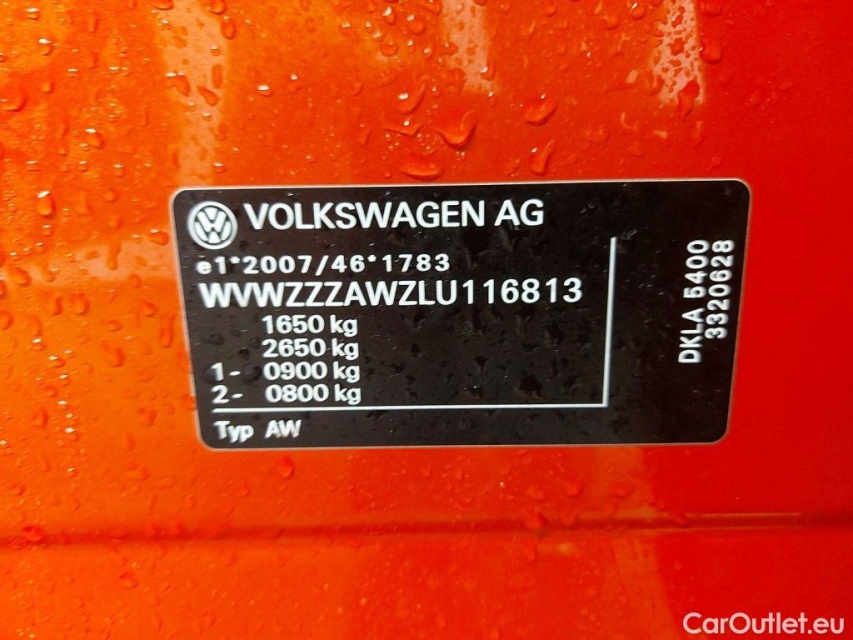 VOLKSWAGEN AG
e1*2007/46*1783
WVWZZZAWZLU116813
1650 kg
2650 kg
1- 0900 kg
2- 0800 kg
Typ AW
DKLA 5400
3320628
CarOutlet.eu